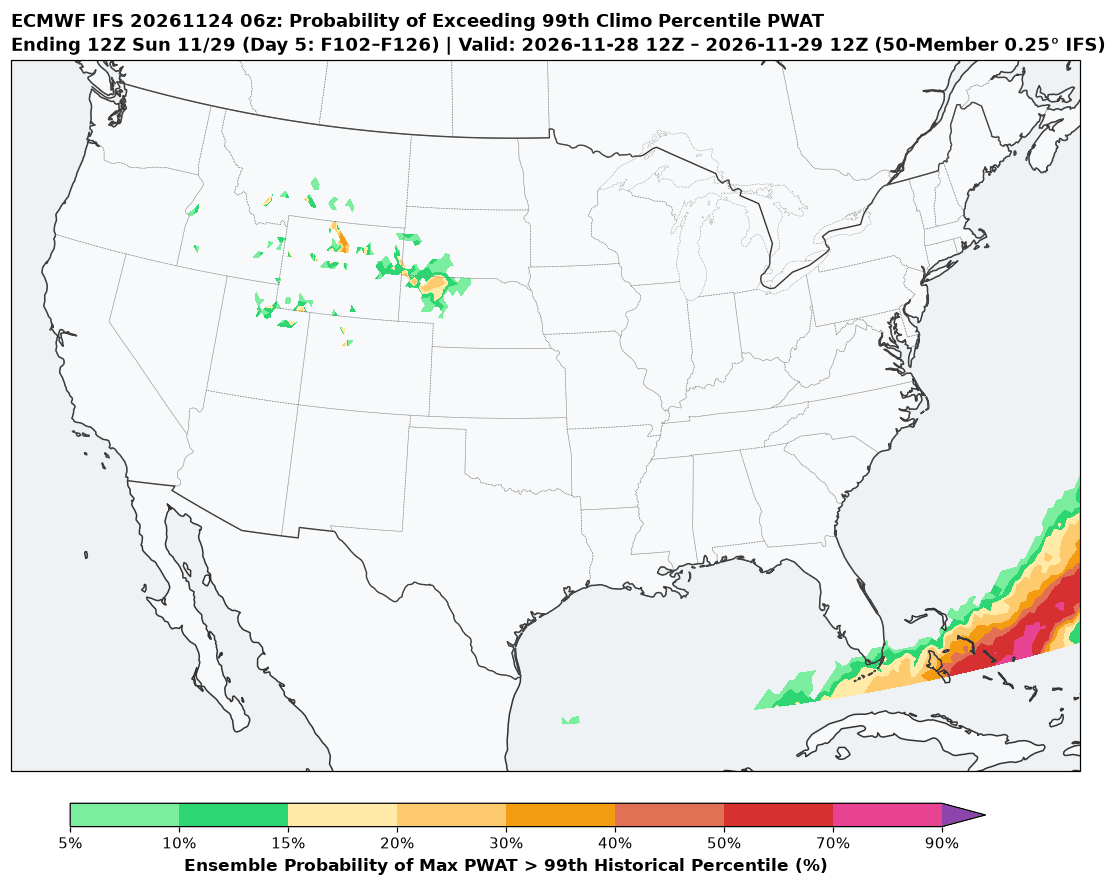 ECMWF IFS 20261124 06z: Probability of Exceeding 99th Climo Percentile PWAT
Ending 12Z Sun 11/29 (Day 5: F102–F126) | Valid: 2026-11-28 12Z – 2026-11-29 12Z (50-Member 0.25° IFS)
5% 10% 15% 20% 30% 40% 50% 70% 90%
Ensemble Probability of Max PWAT > 99th Historical Percentile (%)